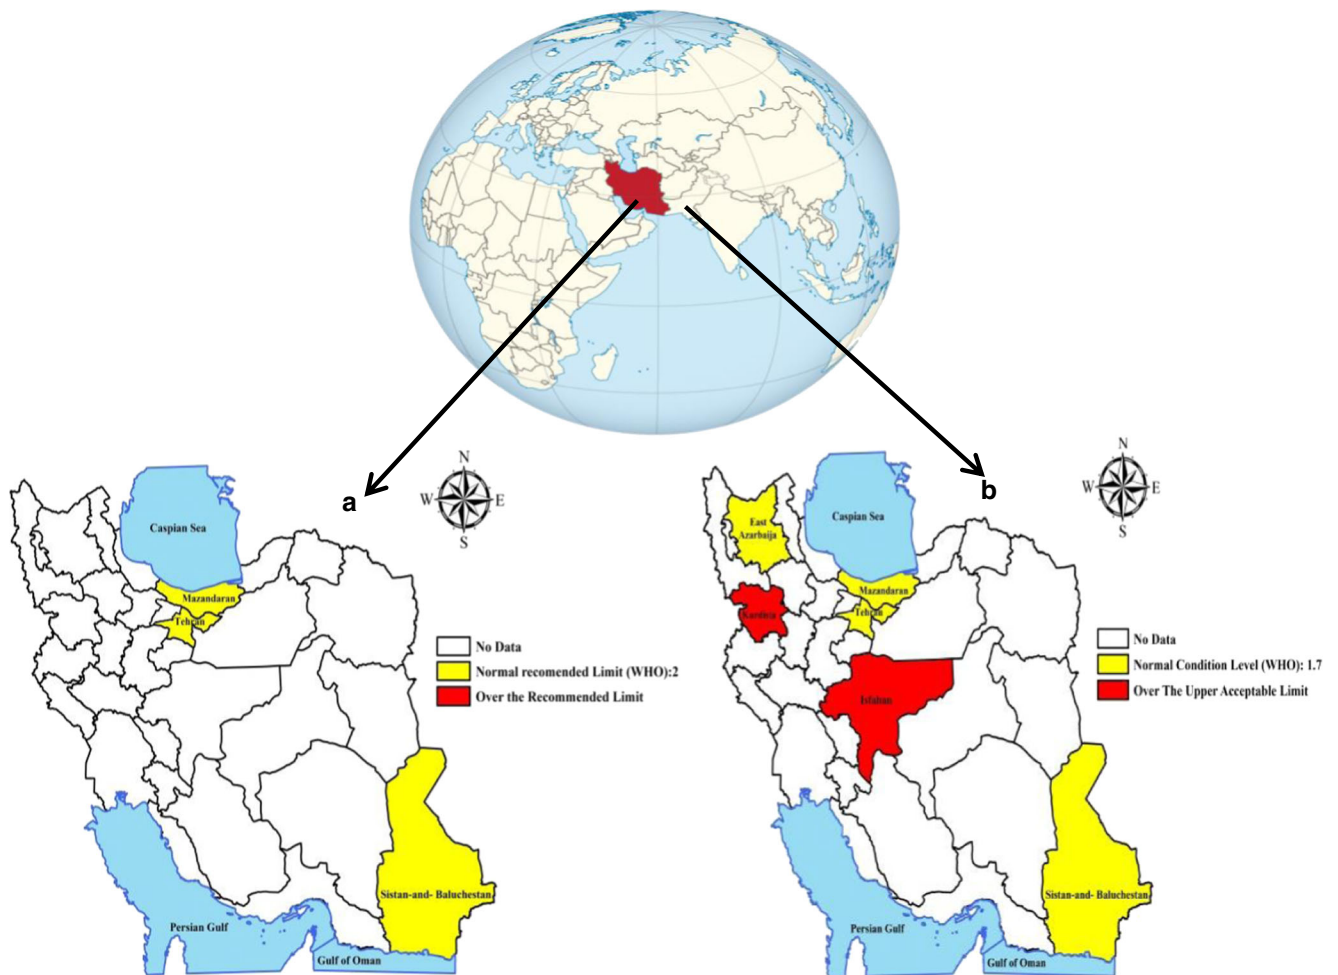 a
N
W
E
S
Caspian Sea
Mazandaran
Tehran
Sistan-and- Baluchestan
Persian Gulf
Gulf of Oman
No Data
Normal recomended Limit (WHO):2
Over the Recommended Limit
b
N
W
E
S
East
Azarbaija
Caspian Sea
Mazandaran
Tehran
Isfahan
Sistan-and- Baluchestan
Persian Gulf
Gulf of Oman
No Data
Normal Condition Level (WHO): 1.7
Over The Upper Acceptable Limit